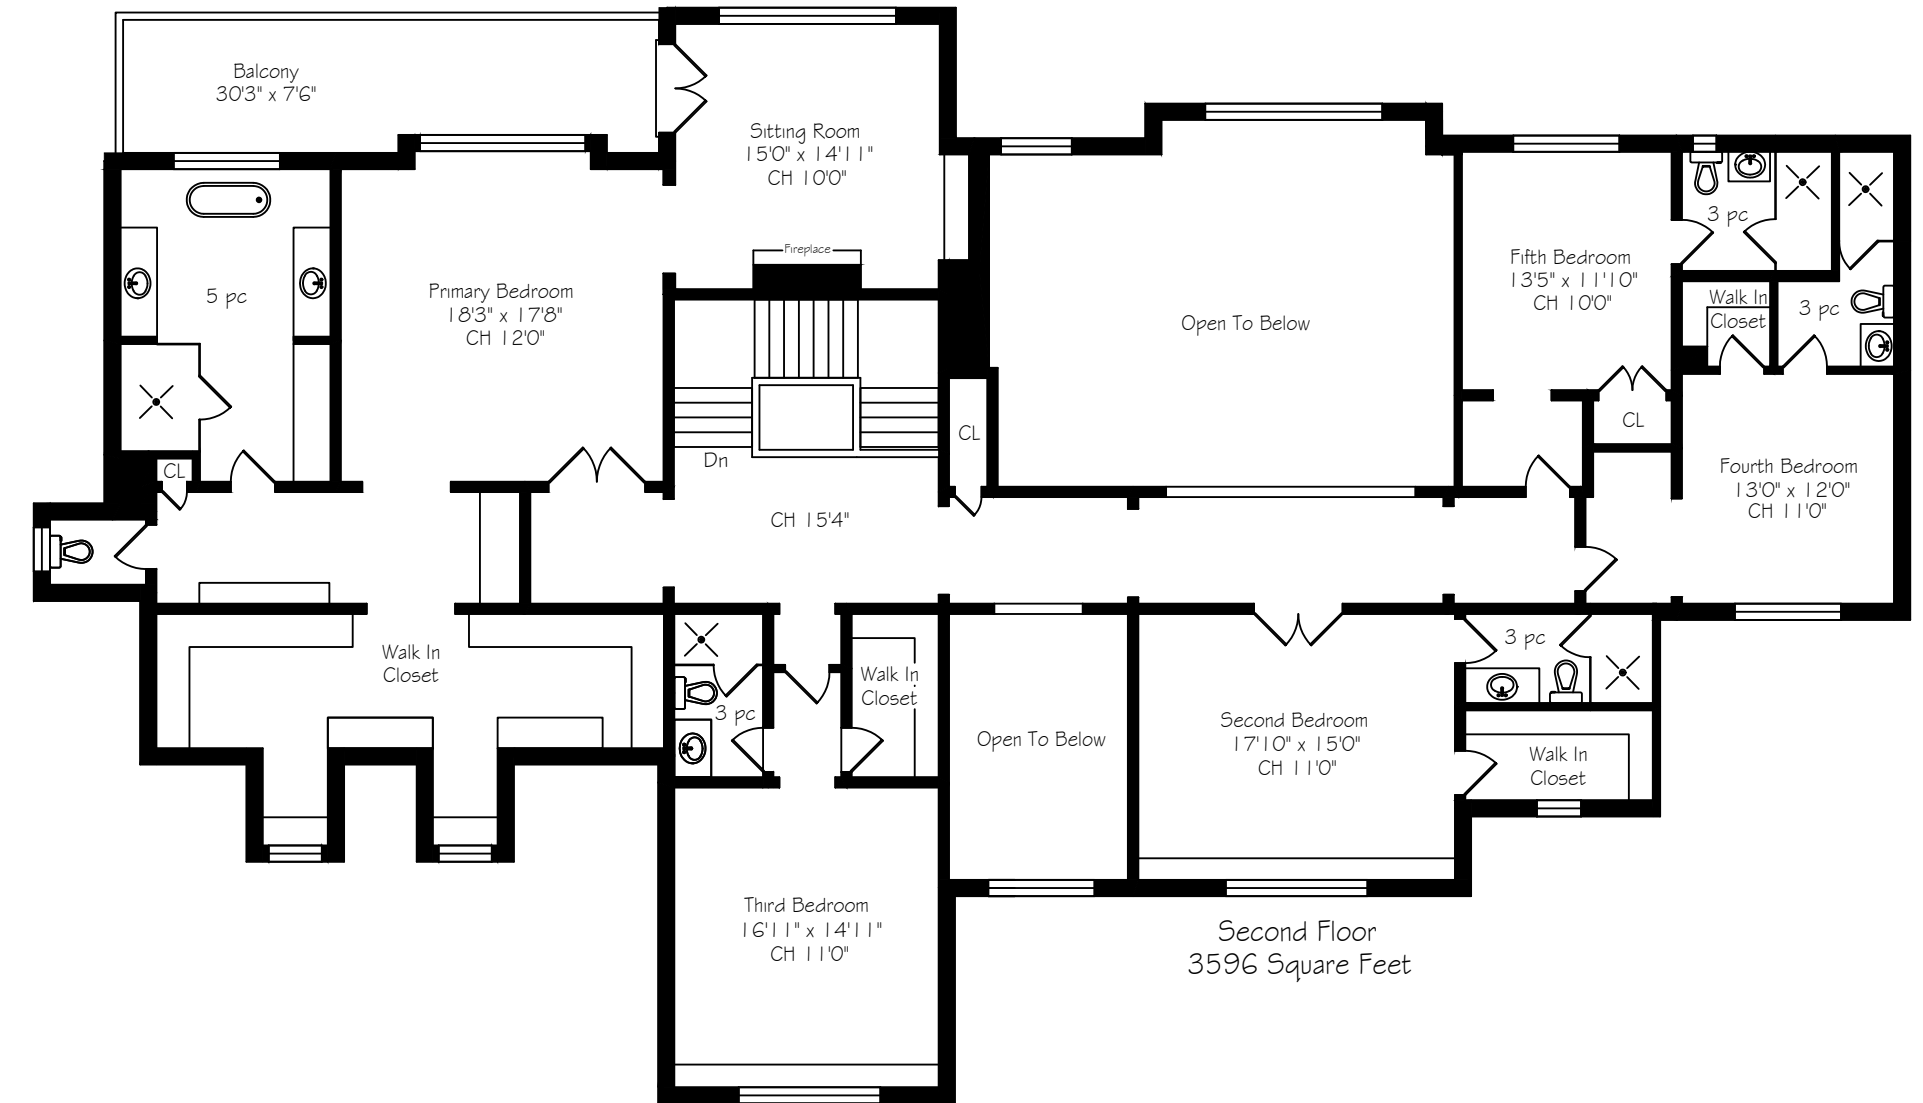 Balcony
30'3" x 7'6"
Sitting Room
15'0" x 14'11"
CH 10'0"
Fireplace
5 pc
Primary Bedroom
18'3" x 17'8"
CH 12'0"
Open To Below
Fifth Bedroom
13'5" x 11'10"
CH 10'0"
3 pc
Walk In
Closet
3 pc
CL
CL
CL
Dn
CH 15'4"
Fourth Bedroom
13'0" x 12'0"
CH 11'0"
Walk In
Closet
3 pc
Walk In
Closet
Open To Below
Second Bedroom
17'10" x 15'0"
CH 11'0"
3 pc
Walk In
Closet
Third Bedroom
16'11" x 14'11"
CH 11'0"
Second Floor
3596 Square Feet